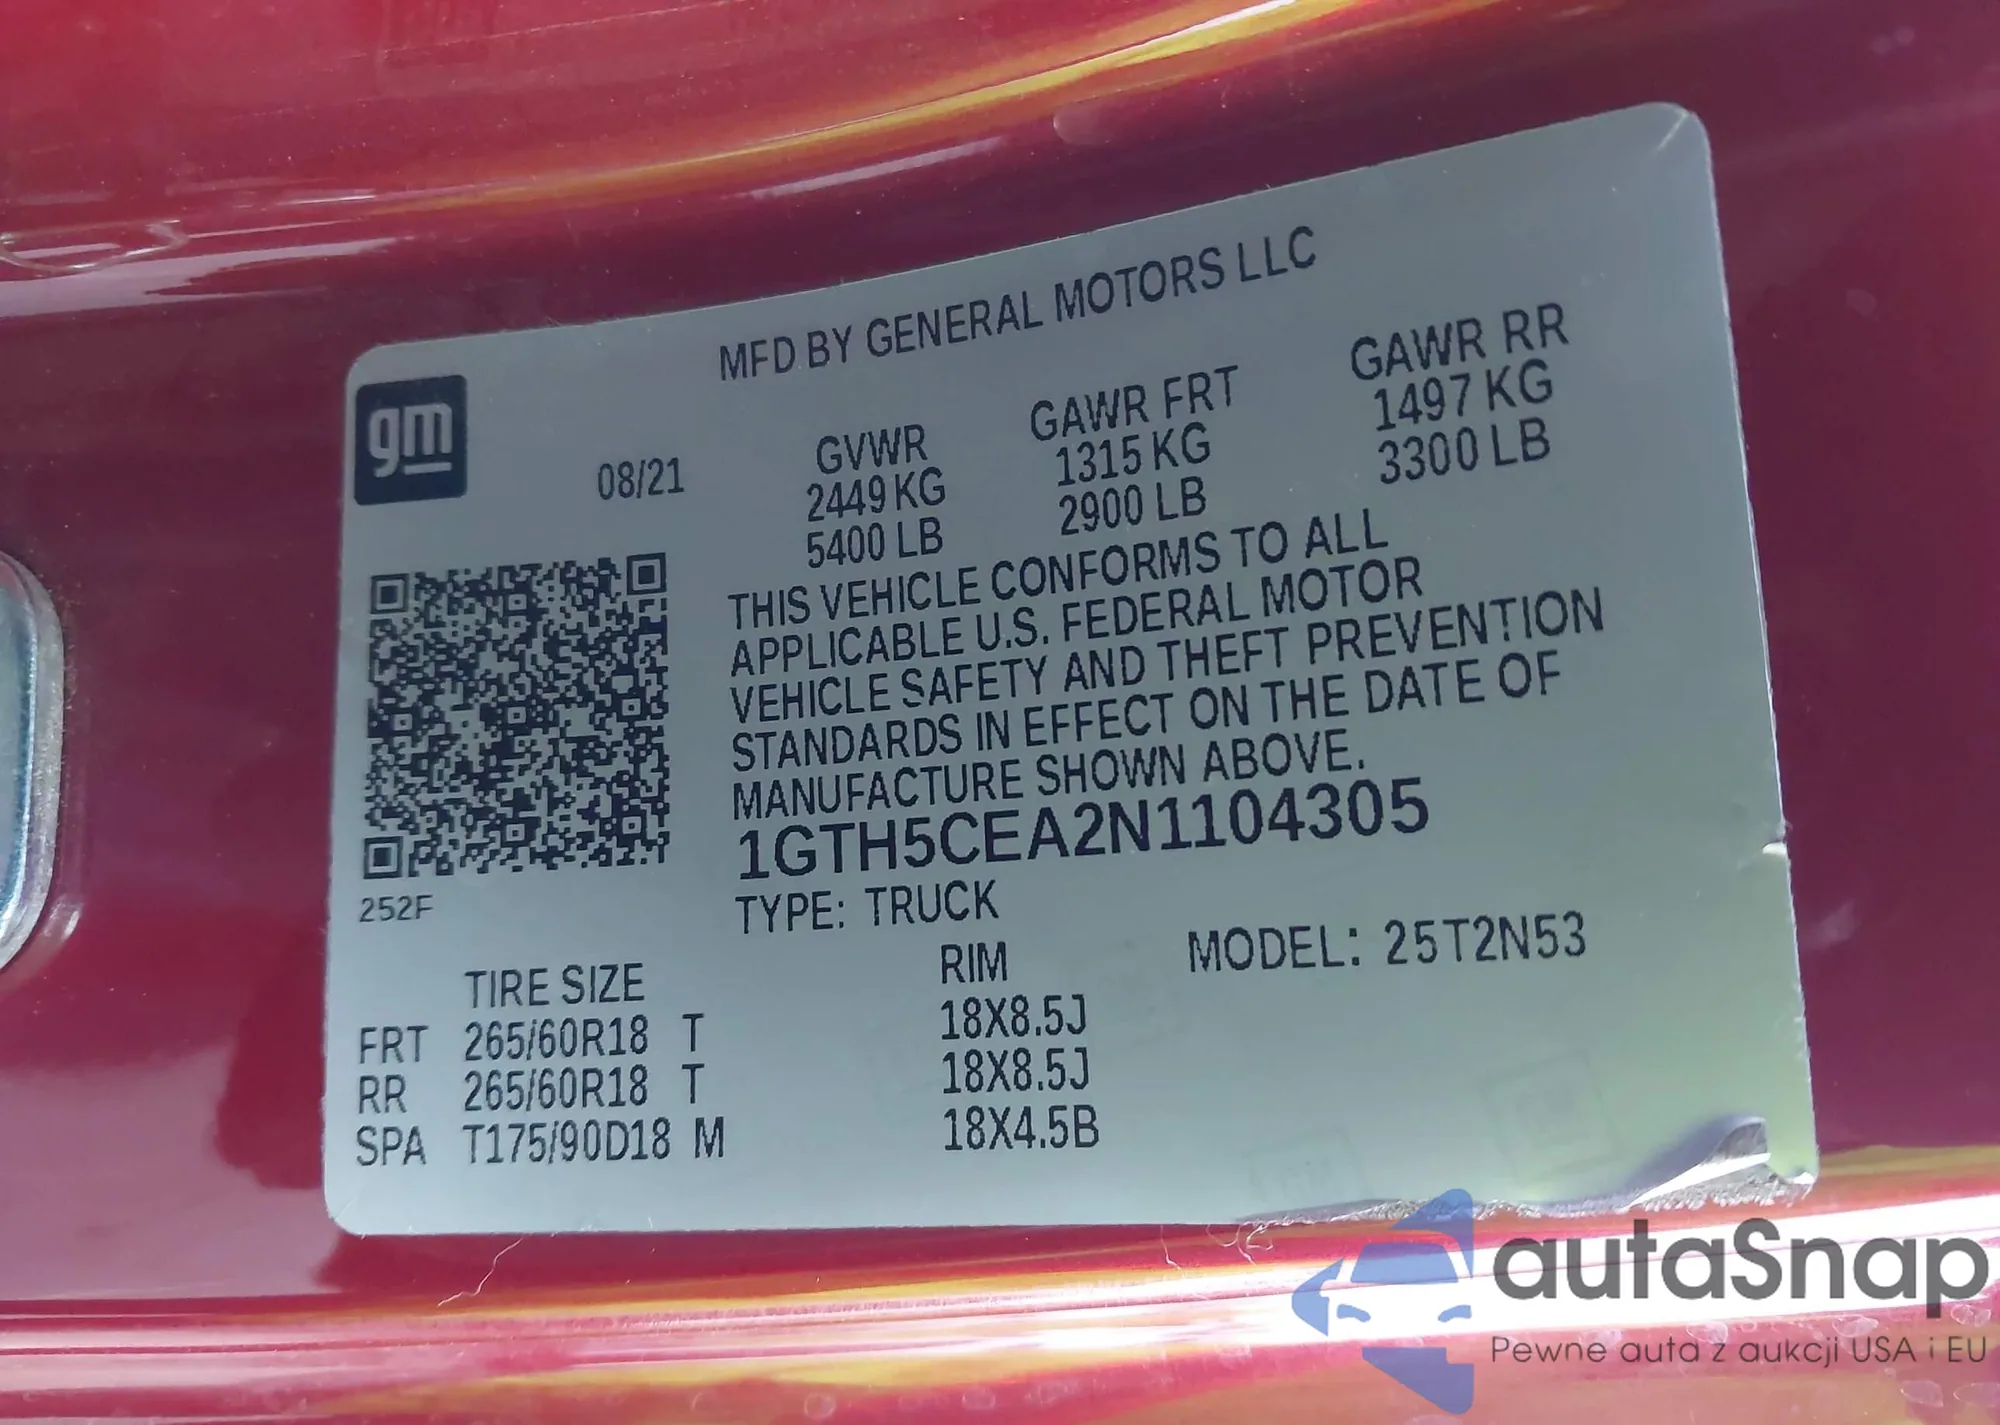 MFD BY GENERAL MOTORS LLC
gm
08/21
GVWR GAWR FRT GAWR RR
2449 KG 1315 KG 1497 KG
5400 LB 2900 LB 3300 LB
THIS VEHICLE CONFORMS TO ALL
APPLICABLE U.S. FEDERAL MOTOR
VEHICLE SAFETY AND THEFT PREVENTION
STANDARDS IN EFFECT ON THE DATE OF
MANUFACTURE SHOWN ABOVE.
1GTH5CEA2N1104305
252F
TYPE: TRUCK
MODEL: 25T2N53
TIRE SIZE RIM
FRT 265/60R18 T 18X8.5J
RR 265/60R18 T 18X8.5J
SPA T175/90D18 M 18X4.5B
autaSnap
Pewne auta z aukcji USA i EU